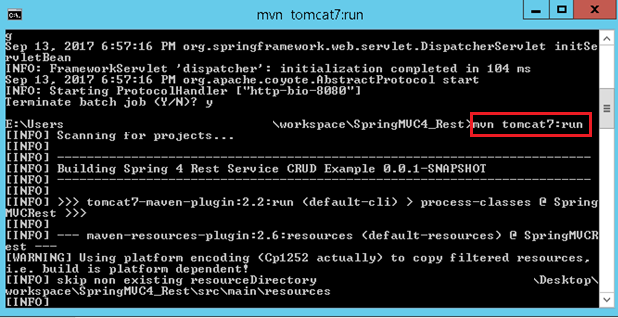 mvn  tomcat7:run
g
Sep 13, 2017 6:57:16 PM org.springframework.web.servlet.DispatcherServlet initSe
rvletBean
INFO: FrameworkServlet 'dispatcher': initialization completed in 104 ms
Sep 13, 2017 6:57:16 PM org.apache.coyote.AbstractProtocol start
INFO: Starting ProtocolHandler ["http-bio-8080"]
Terminate batch job (Y/N)? y
E:\Users \workspace\SpringMVC4_Rest>mvn tomcat7:run
[INFO] Scanning for projects...
[INFO]
[INFO] ------------------------------------------------------------------------
[INFO] Building Spring 4 Rest Service CRUD Example 0.0.1-SNAPSHOT
[INFO] ------------------------------------------------------------------------
[INFO]
[INFO] >>> tomcat7-maven-plugin:2.2:run (default-cli) > process-classes @ Spring
MVCRest >>>
[INFO]
[INFO] --- maven-resources-plugin:2.6:resources (default-resources) @ SpringMVCR
est ---
[WARNING] Using platform encoding (Cp1252 actually) to copy filtered resources,
i.e. build is platform dependent!
[INFO] skip non existing resourceDirectory \Desktop\
workspace\SpringMVC4_Rest\src\main\resources
[INFO]